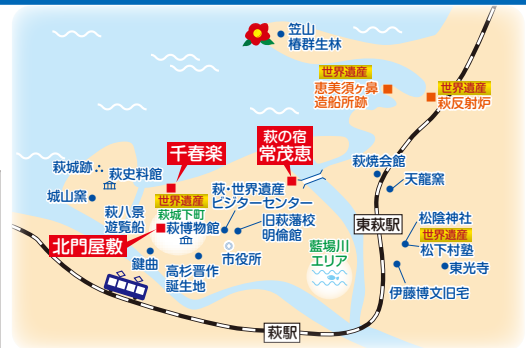 笠山
椿群生林
世界遺産
恵美須ヶ鼻
造船所跡
世界遺産
萩反射炉
千春楽
萩の宿
常茂恵
萩城跡
萩史料館
城山窯
萩焼会館
天龍窯
世界遺産
萩城下町
萩・世界遺産
ビジターセンター
萩八景
遊覧船
萩博物館
旧萩藩校
明倫館
北門屋敷
東萩駅
松陰神社
世界遺産
松下村塾
市役所
藍場川
エリア
鍵曲
高杉晋作
誕生地
東光寺
伊藤博文旧宅
萩駅